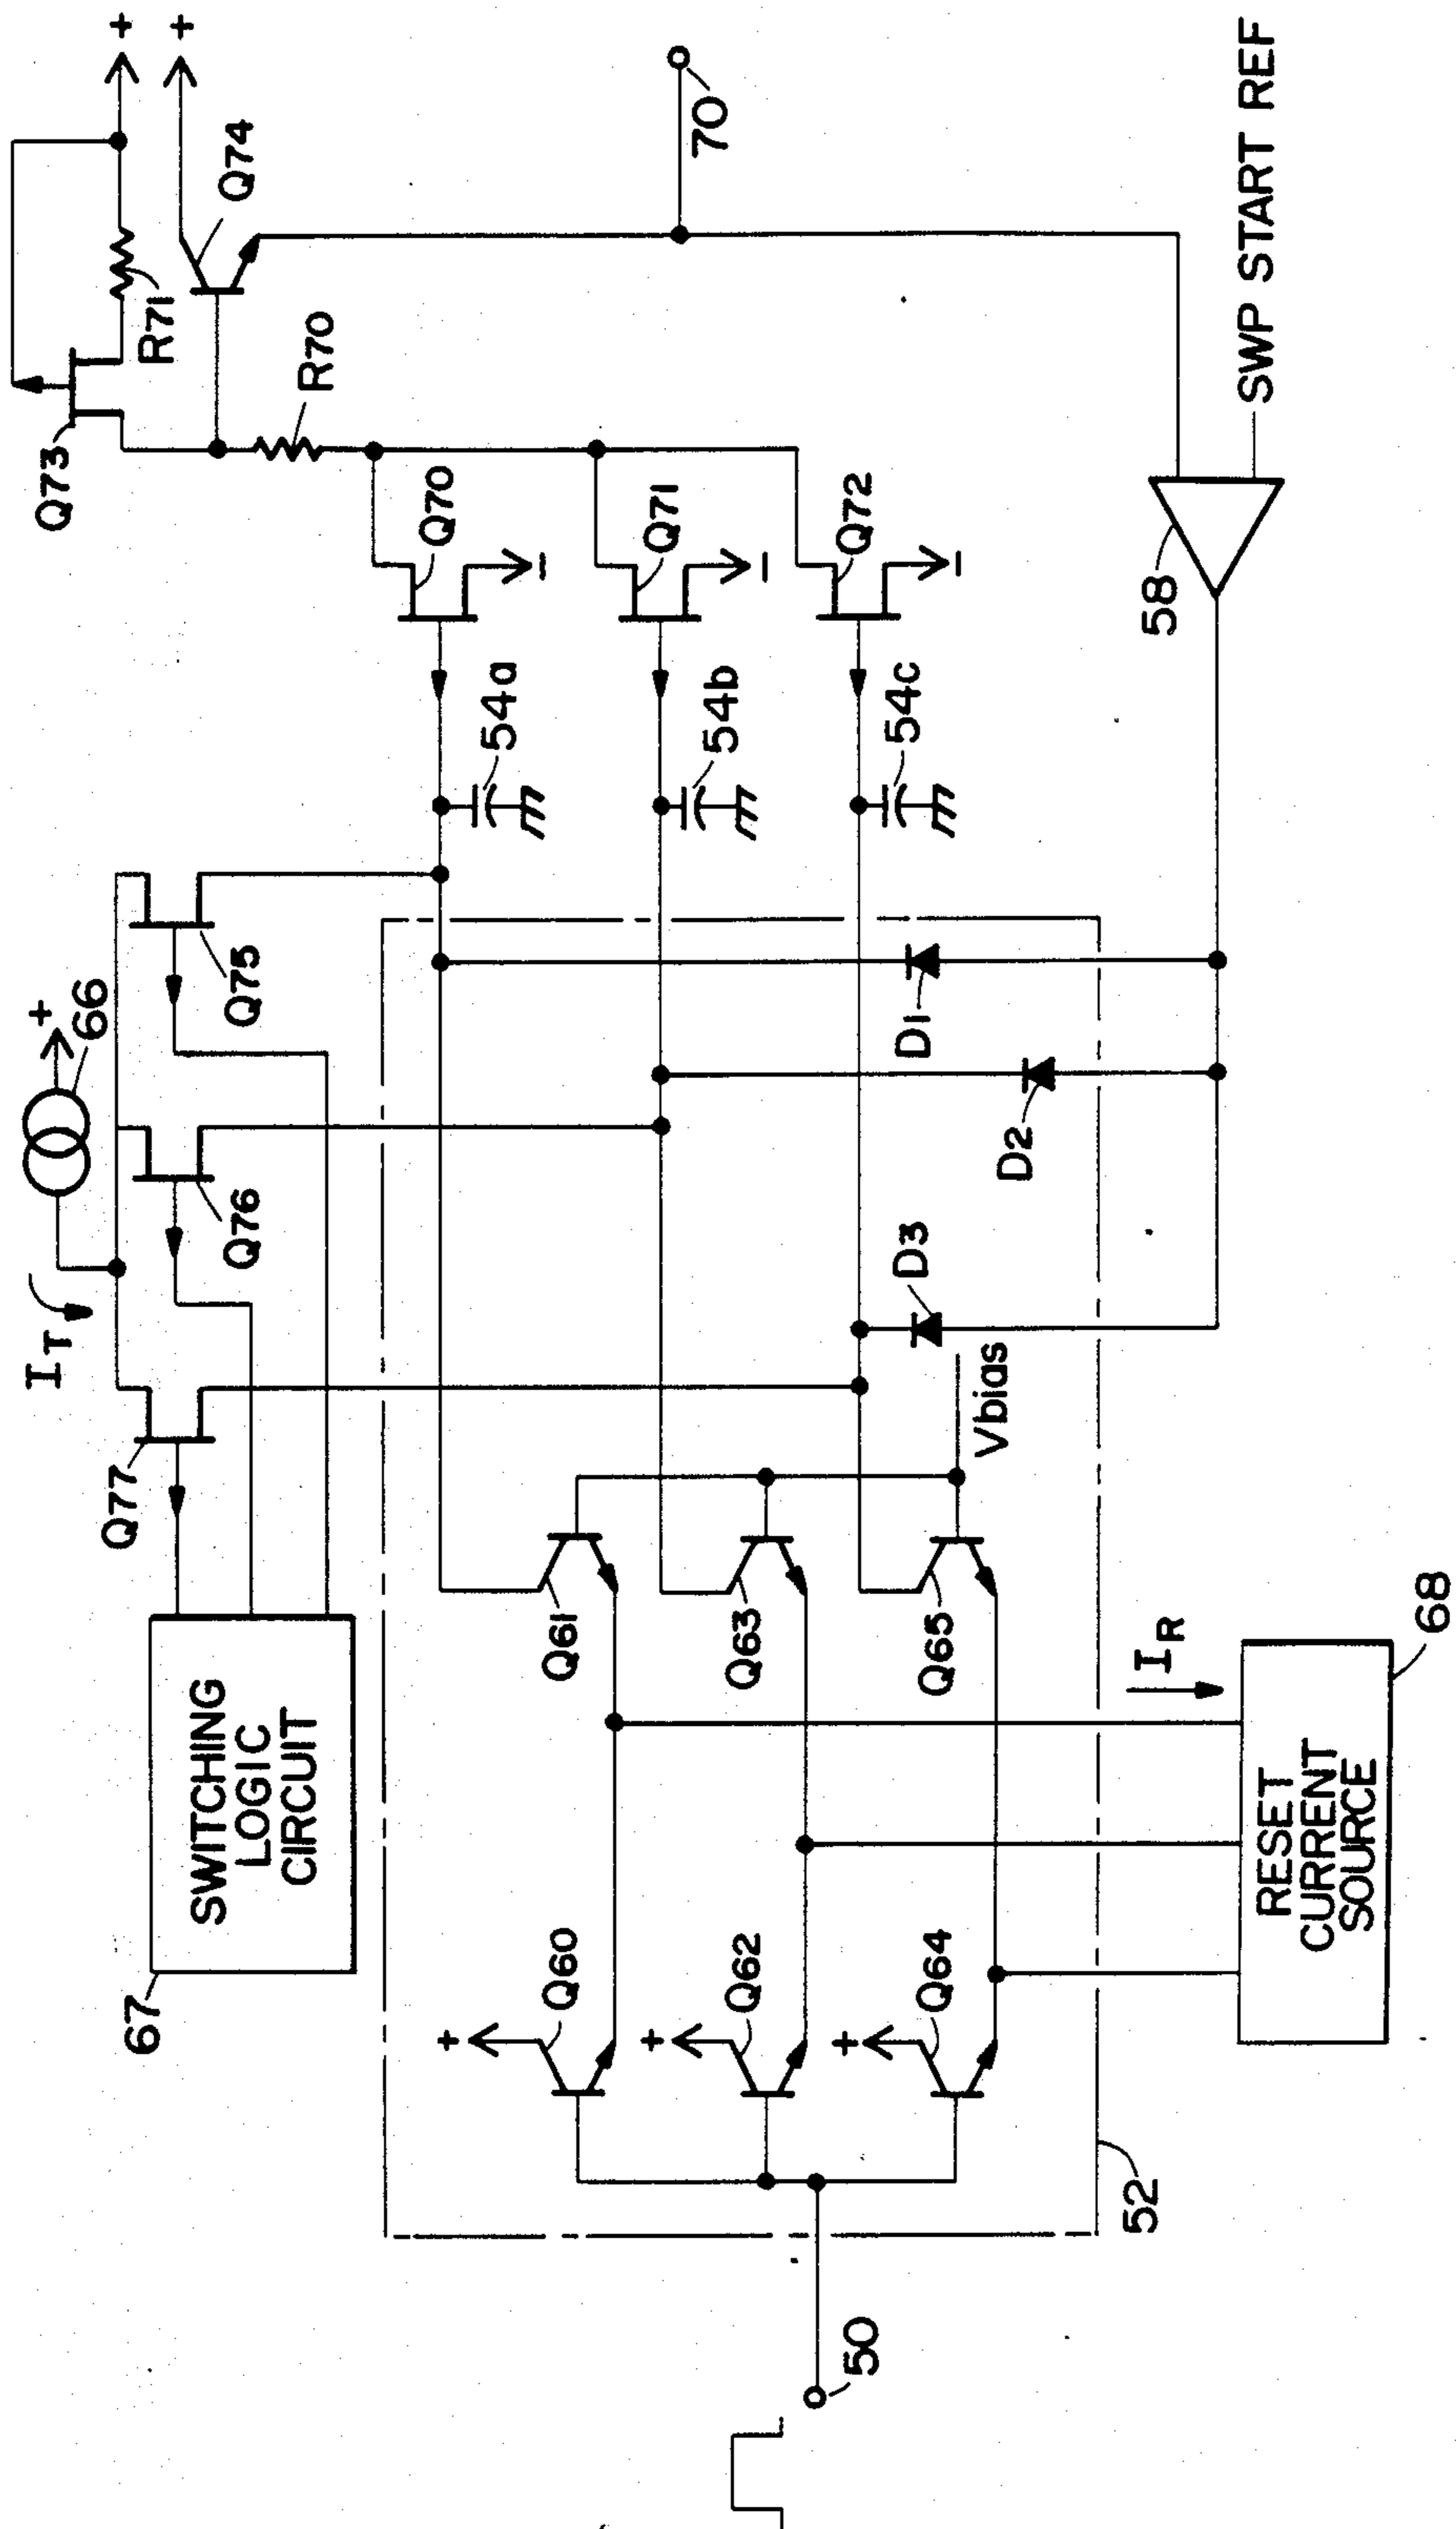 +
+
Q74
R71
R70
Q73
70
SWP START REF
Q70
Q71
Q72
58
54a
54b
54c
+
66
IT
Q75
Q76
Q77
D1
D2
D3
Vbias
Q61
Q63
Q65
IR
68
SWITCHING
LOGIC
CIRCUIT
67
RESET
CURRENT
SOURCE
+
Q60
+
Q62
+
Q64
52
50